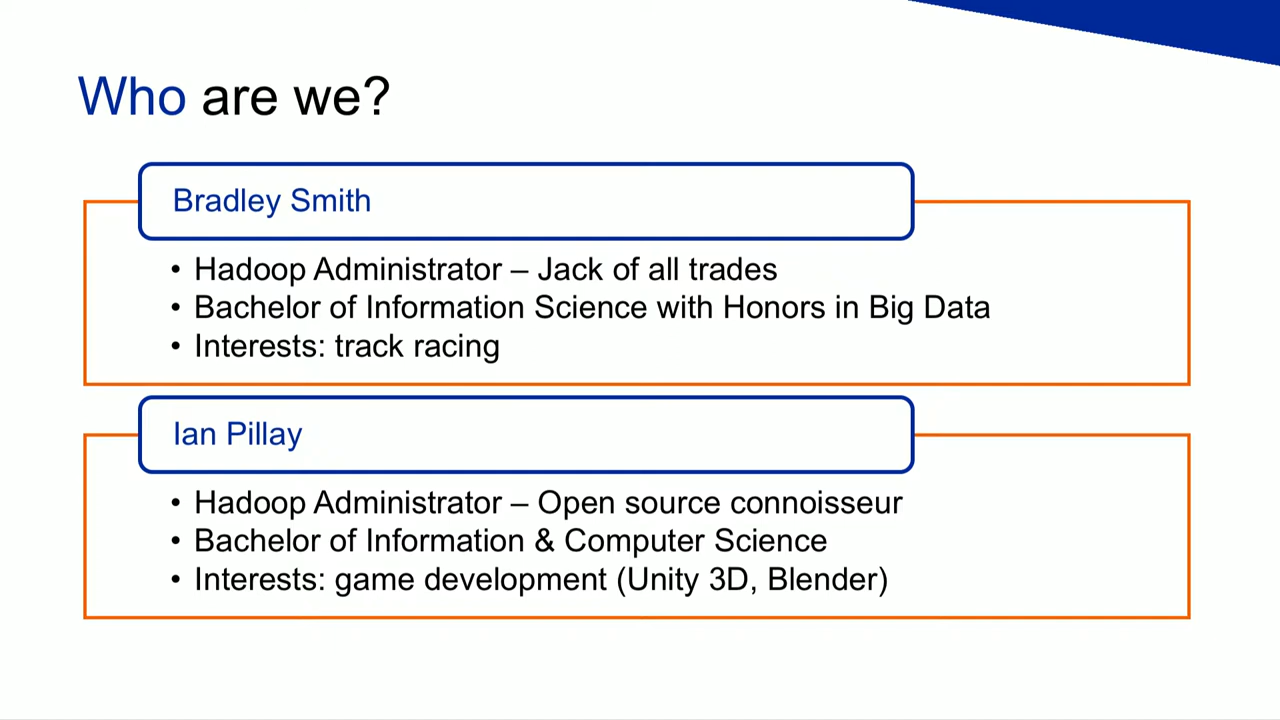 Who are we?
Bradley Smith
• Hadoop Administrator – Jack of all trades
• Bachelor of Information Science with Honors in Big Data
• Interests: track racing
Ian Pillay
• Hadoop Administrator – Open source connoisseur
• Bachelor of Information & Computer Science
• Interests: game development (Unity 3D, Blender)